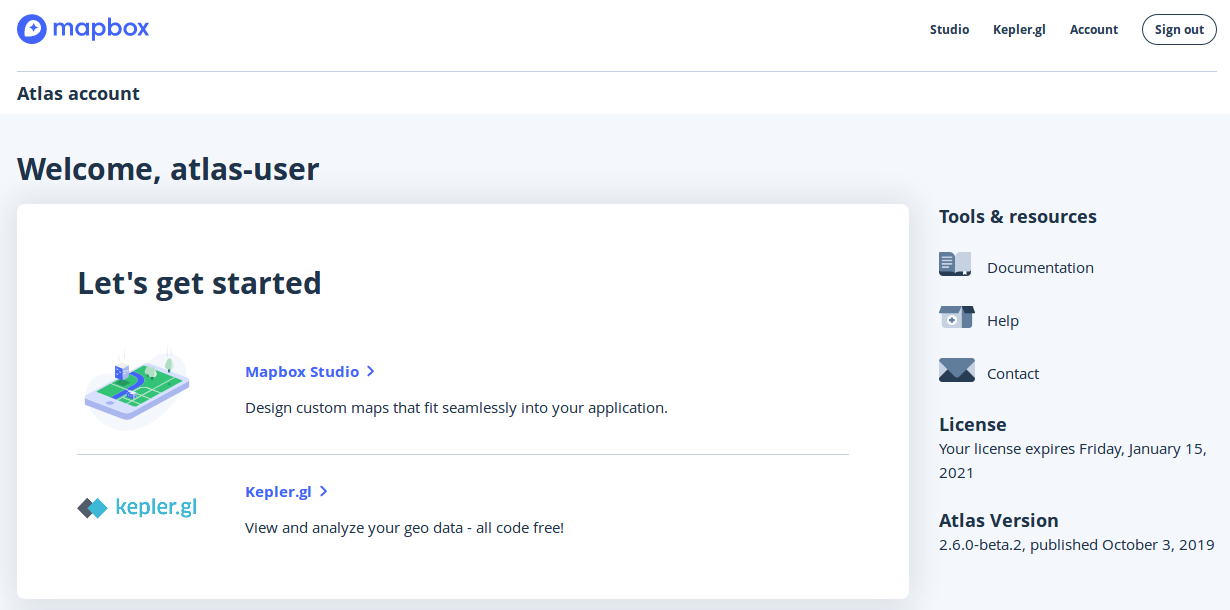 mapbox
Studio
Kepler.gl
Account
Sign out
Atlas account
Welcome, atlas-user
Let's get started
Mapbox Studio
Design custom maps that fit seamlessly into your application.
kepler.gl
Kepler.gl
View and analyze your geo data - all code free!
Tools & resources
Documentation
Help
Contact
License
Your license expires Friday, January 15,
2021
Atlas Version
2.6.0-beta.2, published October 3, 2019